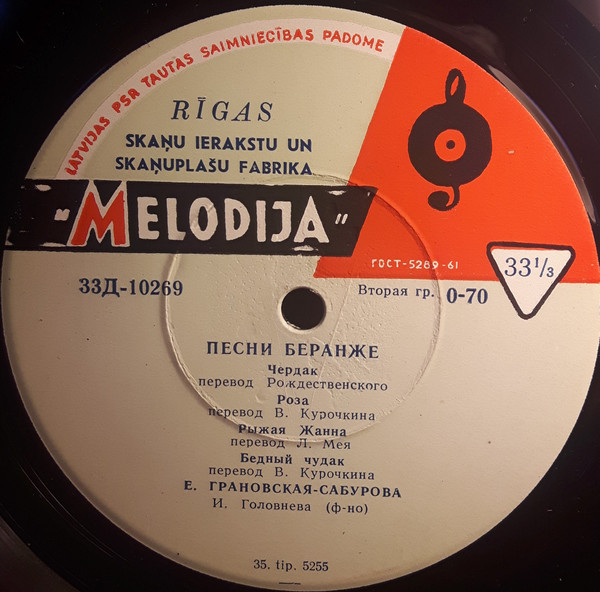 LATVIJAS PSR TAUTAS SAIMNIECĪBAS PADOME
RĪGAS
SKAŅU IERAKSTU UN
SKAŅUPLAŠU FABRIKA
"MELODIJA"
ГОСТ-5289-61
33 1/3
33Д-10269
Вторая гр. 0-70
ПЕСНИ БЕРАНЖЕ
Чердак
перевод Рождественского
Роза
перевод В. Курочкина
Рыжая Жанна
перевод Л. Мея
Бедный чудак
перевод В. Курочкина
Е. ГРАНОВСКАЯ-САБУРОВА
И. Головнева (ф-но)
35. tip. 5255